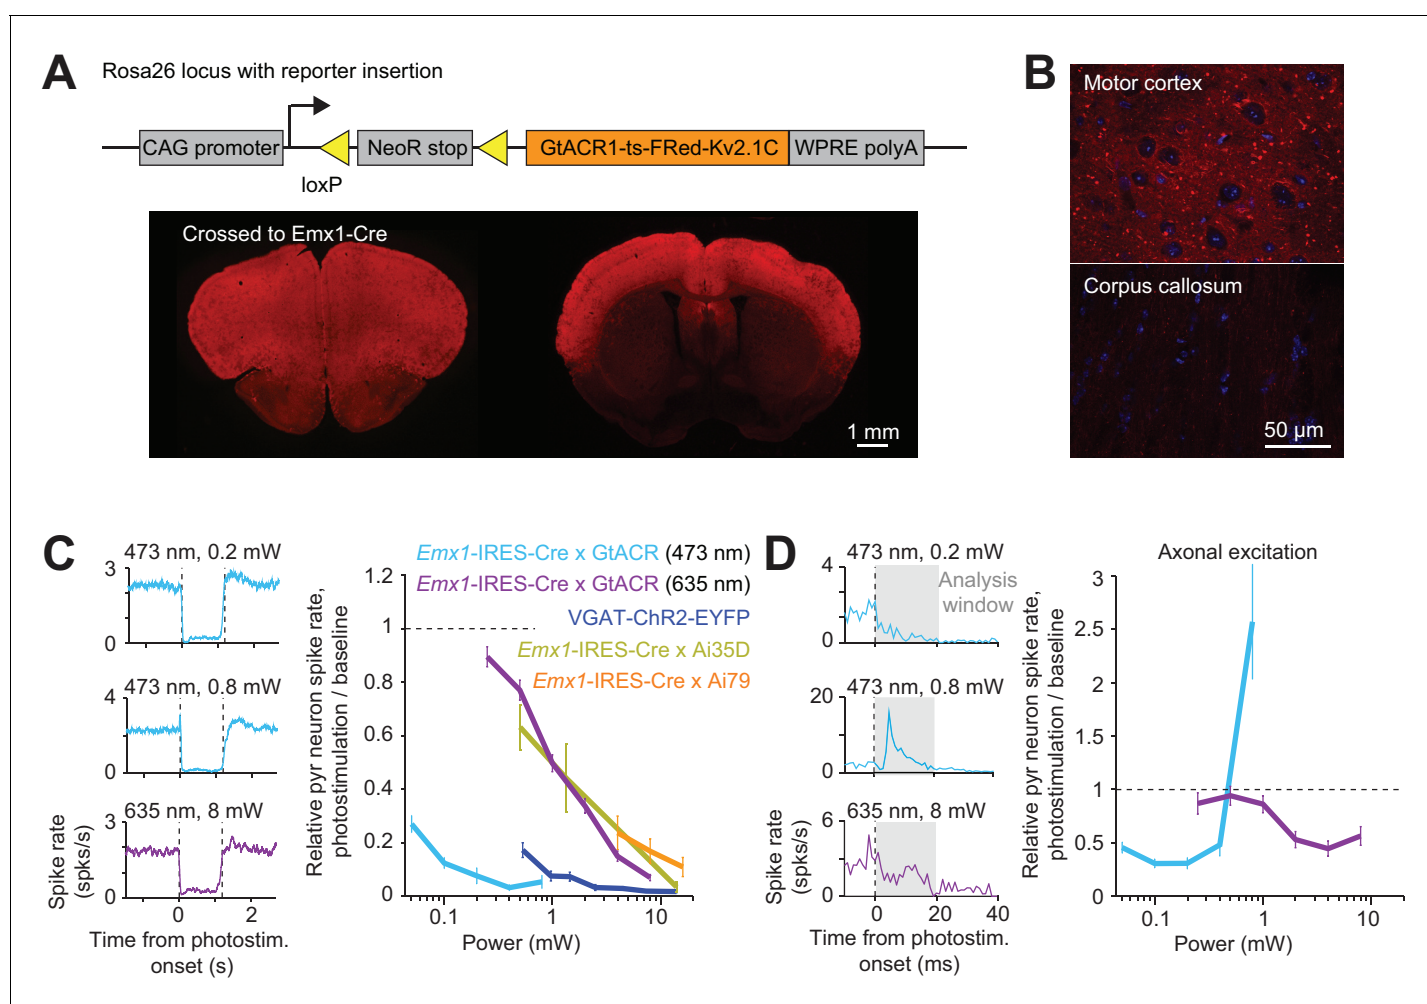 A
Rosa26 locus with reporter insertion
CAG promoter
NeoR stop
GtACR1-ts-FRed-Kv2.1C
WPRE polyA
loxP
Crossed to Emx1-Cre
1 mm
B
Motor cortex
Corpus callosum
50 µm
C
473 nm, 0.2 mW
3
0
473 nm, 0.8 mW
4
0
635 nm, 8 mW
3
0
Spike rate
(spks/s)
0
2
Time from photostim.
onset (s)
Emx1-IRES-Cre x GtACR (473 nm)
Emx1-IRES-Cre x GtACR (635 nm)
VGAT-ChR2-EYFP
Emx1-IRES-Cre x Ai35D
Emx1-IRES-Cre x Ai79
Relative pyr neuron spike rate,
photostimulation / baseline
1.2
1
0.8
0.6
0.4
0.2
0
0.1
1
10
Power (mW)
D
473 nm, 0.2 mW
4
0
Analysis
window
473 nm, 0.8 mW
20
0
635 nm, 8 mW
6
0
Spike rate
(spks/s)
0
20
40
Time from photostim.
onset (ms)
Axonal excitation
Relative pyr neuron spike rate,
photostimulation / baseline
3
2.5
2
1.5
1
0.5
0
0.1
1
10
Power (mW)